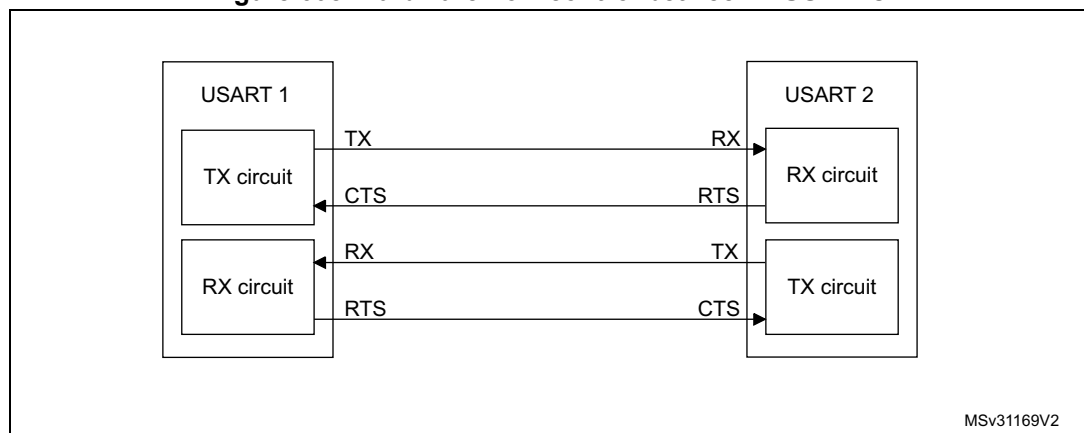 USART 1
USART 2
TX circuit
TX
RX
RX circuit
CTS
RTS
RX circuit
RX
TX
TX circuit
RTS
CTS
MSv31169V2